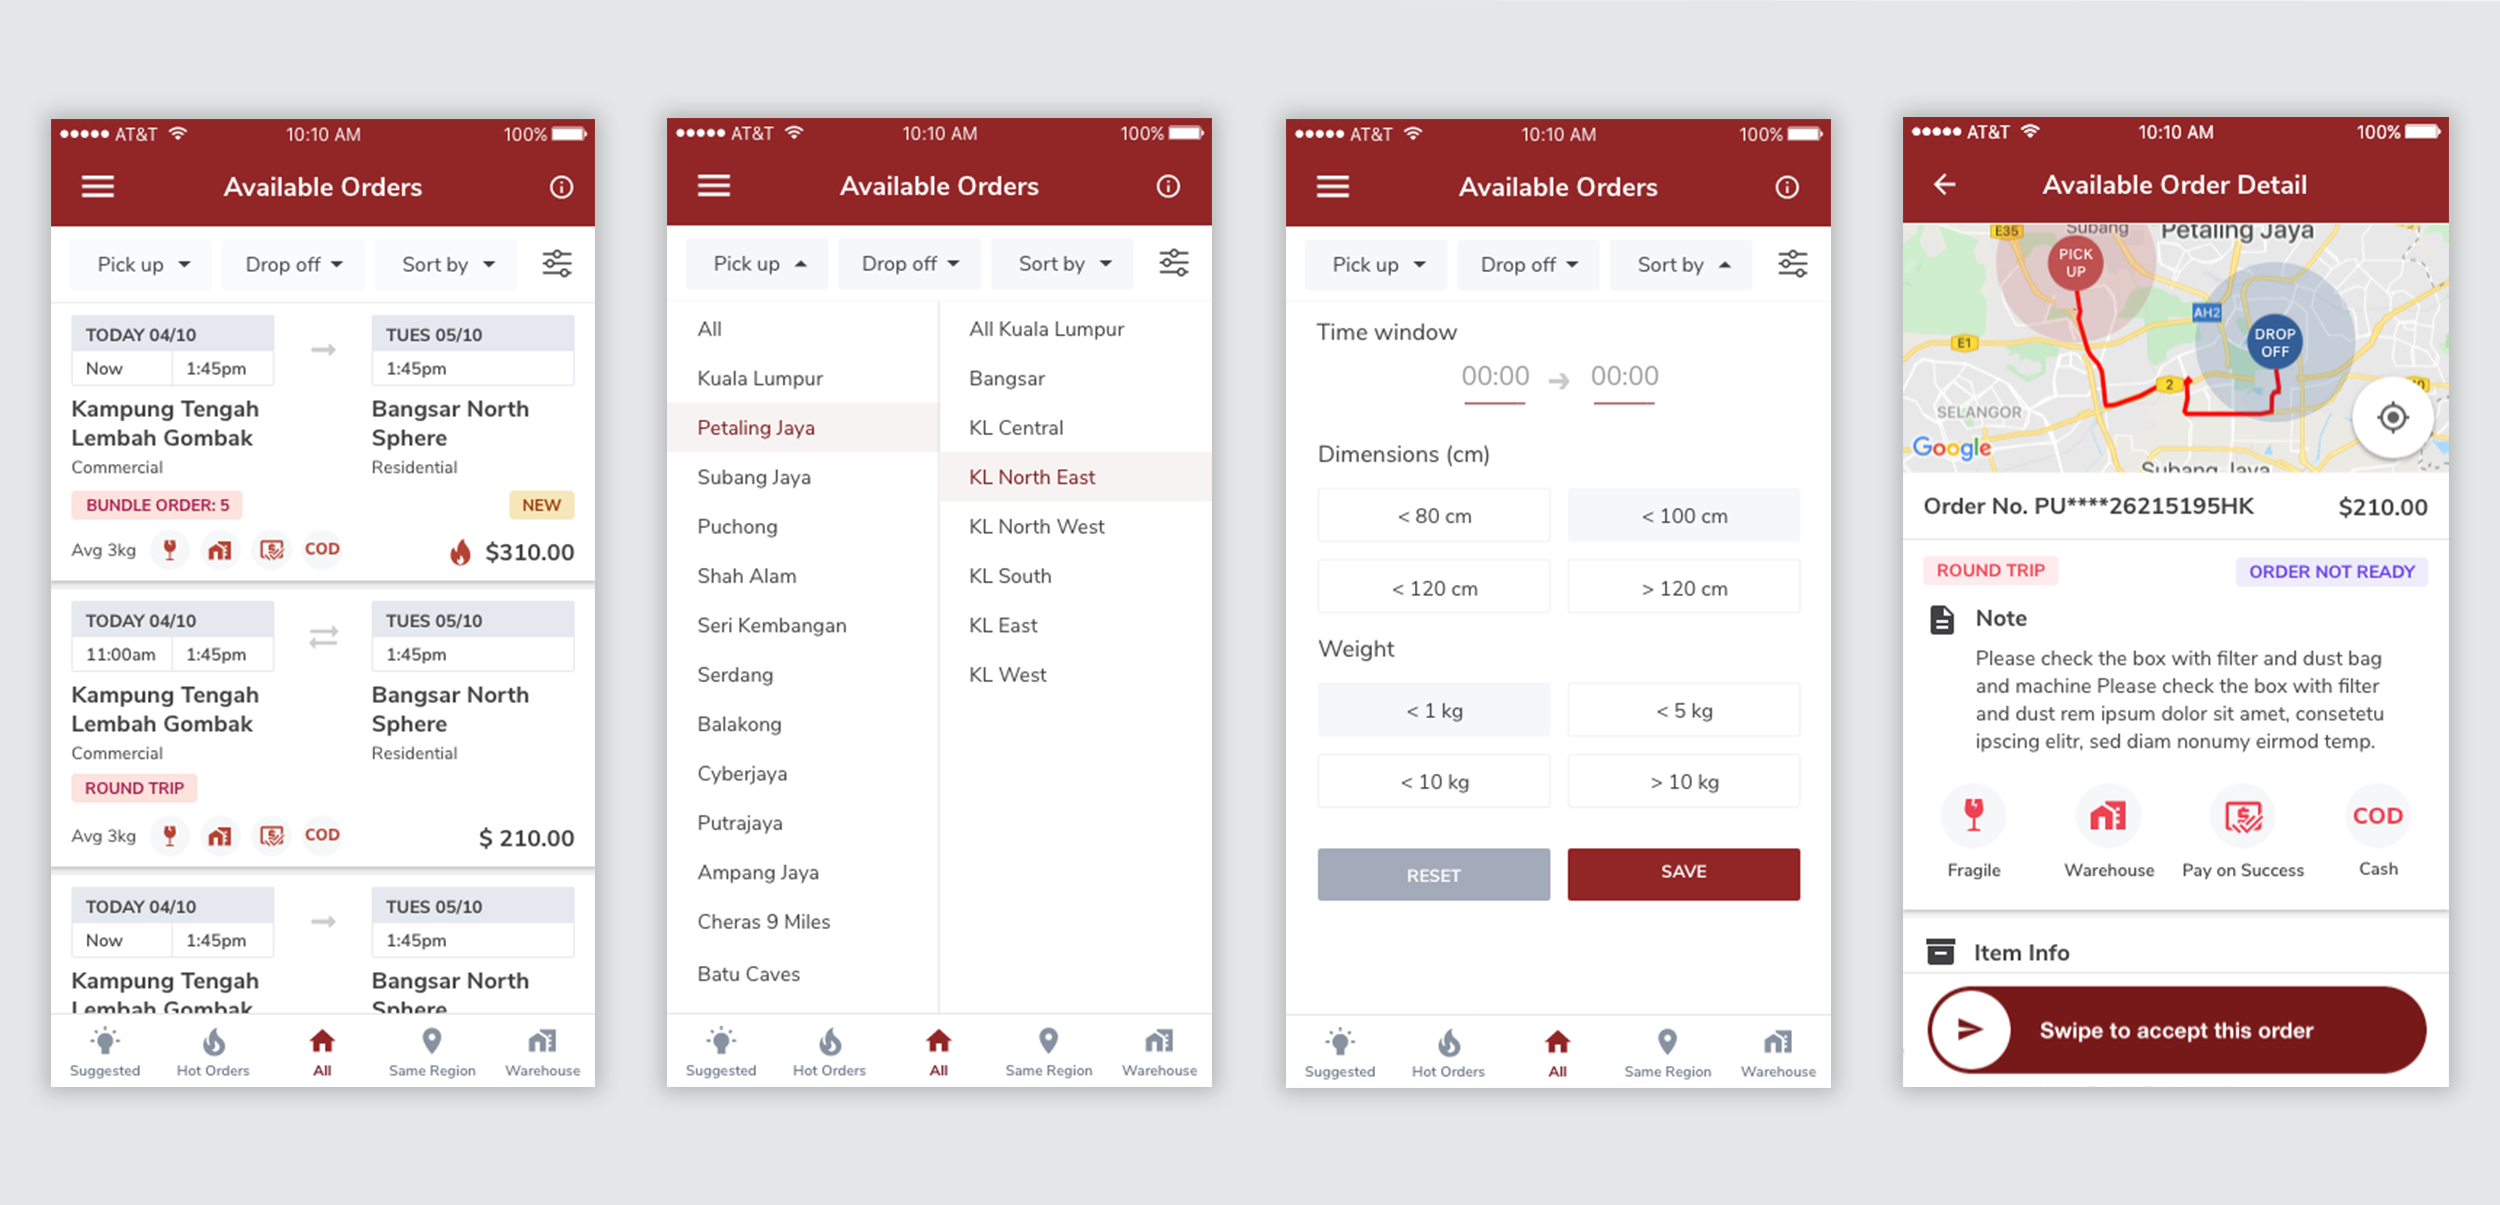 AT&T 10:10 AM 100%
Available Orders
Pick up Drop off Sort by
TODAY 04/10 TUES 05/10
Now 1:45pm 1:45pm
Kampung Tengah Bangsar North
Lembah Gombak Sphere
Commercial Residential
BUNDLE ORDER: 5 NEW
Avg 3kg COD $310.00
TODAY 04/10 TUES 05/10
11:00am 1:45pm 1:45pm
Kampung Tengah Bangsar North
Lembah Gombak Sphere
Commercial Residential
ROUND TRIP
Avg 3kg COD $ 210.00
TODAY 04/10 TUES 05/10
Now 1:45pm 1:45pm
Kampung Tengah Bangsar North
Lembah Gombak Sphere
Suggested Hot Orders All Same Region Warehouse
AT&T 10:10 AM 100%
Available Orders
Pick up Drop off Sort by
All All Kuala Lumpur
Kuala Lumpur Bangsar
Petaling Jaya KL Central
Subang Jaya KL North East
Puchong KL North West
Shah Alam KL South
Seri Kembangan KL East
Serdang KL West
Balakong
Cyberjaya
Putrajaya
Ampang Jaya
Cheras 9 Miles
Batu Caves
Suggested Hot Orders All Same Region Warehouse
AT&T 10:10 AM 100%
Available Orders
Pick up Drop off Sort by
Time window
00:00 00:00
Dimensions (cm)
< 80 cm < 100 cm
< 120 cm > 120 cm
Weight
< 1 kg < 5 kg
< 10 kg > 10 kg
RESET SAVE
Suggested Hot Orders All Same Region Warehouse
AT&T 10:10 AM 100%
Available Order Detail
E35 Subang Petaling Jaya
PICK
UP
AH2
DROP
OFF
E1
2
SELANGOR
Google
Subang Jaya
Order No. PU****26215195HK $210.00
ROUND TRIP ORDER NOT READY
Note
Please check the box with filter and dust bag
and machine Please check the box with filter
and dust rem ipsum dolor sit amet, consetetu
ipscing elitr, sed diam nonumy eirmod temp.
$ COD
Fragile Warehouse Pay on Success Cash
Item Info
Swipe to accept this order